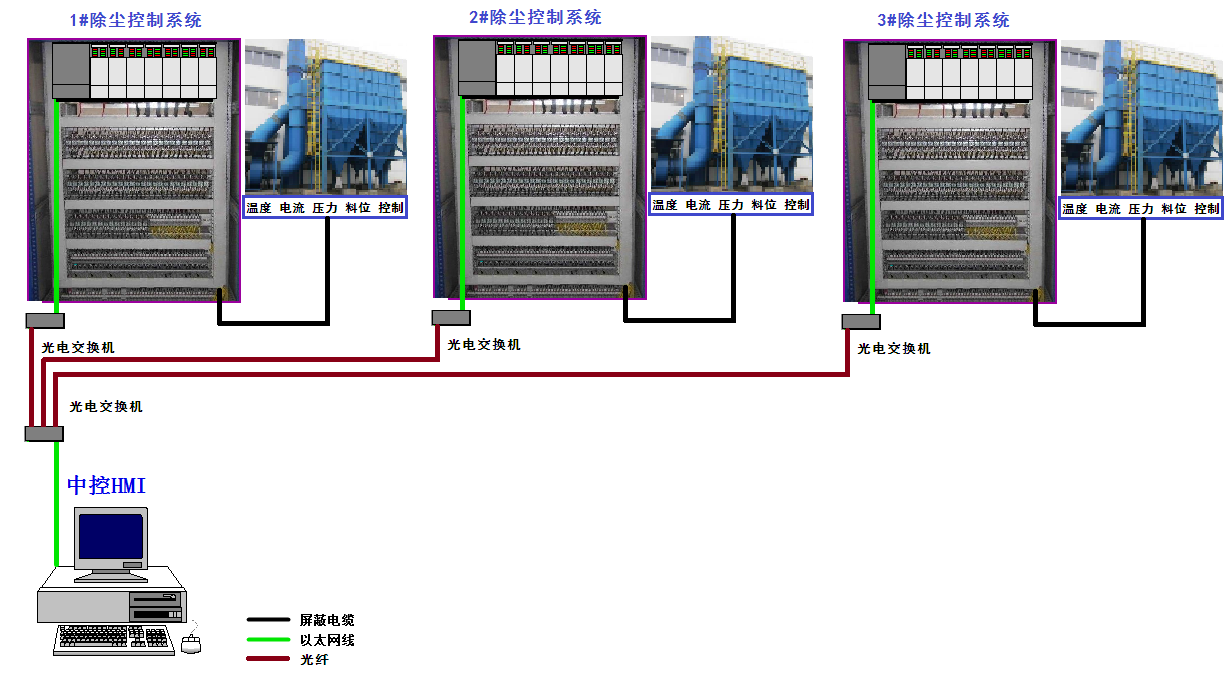 1#除尘控制系统
2#除尘控制系统
3#除尘控制系统
温度 电流 压力 料位 控制
温度 电流 压力 料位 控制
温度 电流 压力 料位 控制
光电交换机
光电交换机
光电交换机
光电交换机
中控HMI
屏蔽电缆
以太网线
光纤